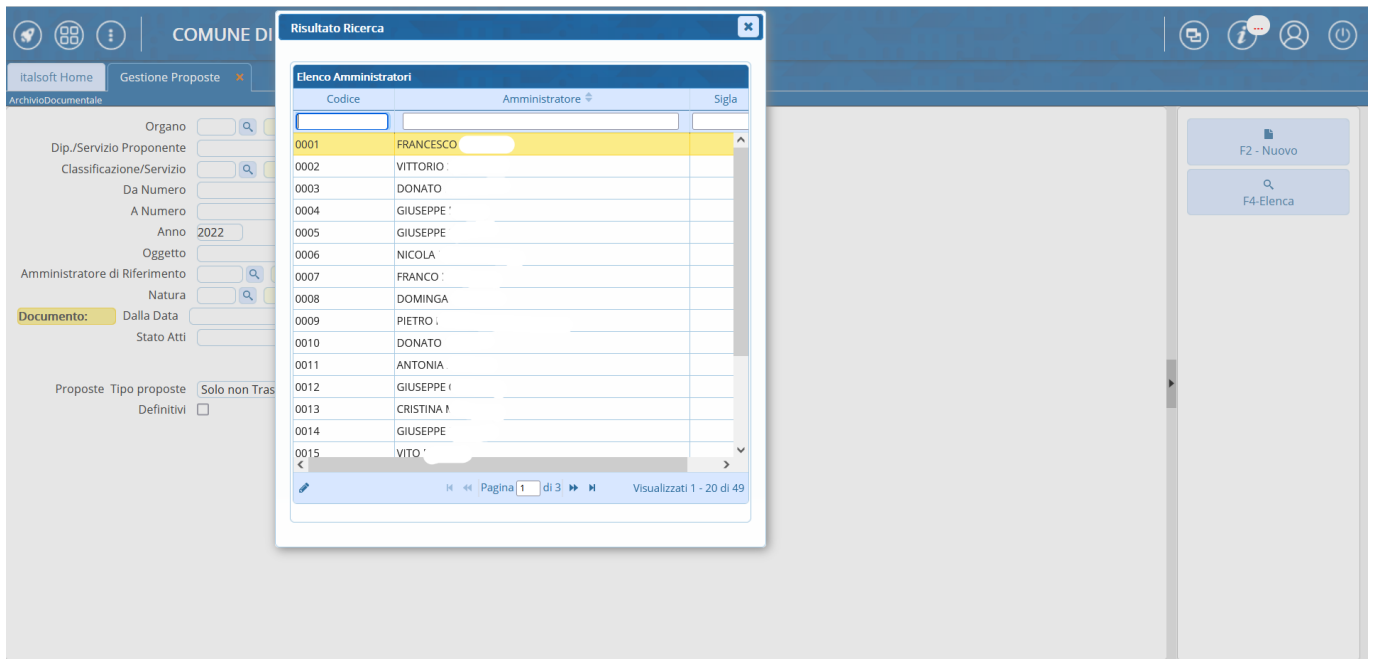 COMUNE DI
Risultato Ricerca
italsoft Home
Gestione Proposte
ArchivioDocumentale
Elenco Amministratori
Codice Amministratore Sigla
0001 FRANCESCO
0002 VITTORIO
0003 DONATO
0004 GIUSEPPE
0005 GIUSEPPE
0006 NICOLA
0007 FRANCO
0008 DOMINGA
0009 PIETRO
0010 DONATO
0011 ANTONIA
0012 GIUSEPPE
0013 CRISTINA M
0014 GIUSEPPE
0015 VITO
Pagina 1 di 3
Visualizzati 1 - 20 di 49
Organo
Dip./Servizio Proponente
Classificazione/Servizio
Da Numero
A Numero
Anno 2022
Oggetto
Amministratore di Riferimento
Natura
Documento: Dalla Data
Stato Atti
Proposte Tipo proposte Solo non Tras
Definitivi
F2 - Nuovo
F4-Elenca